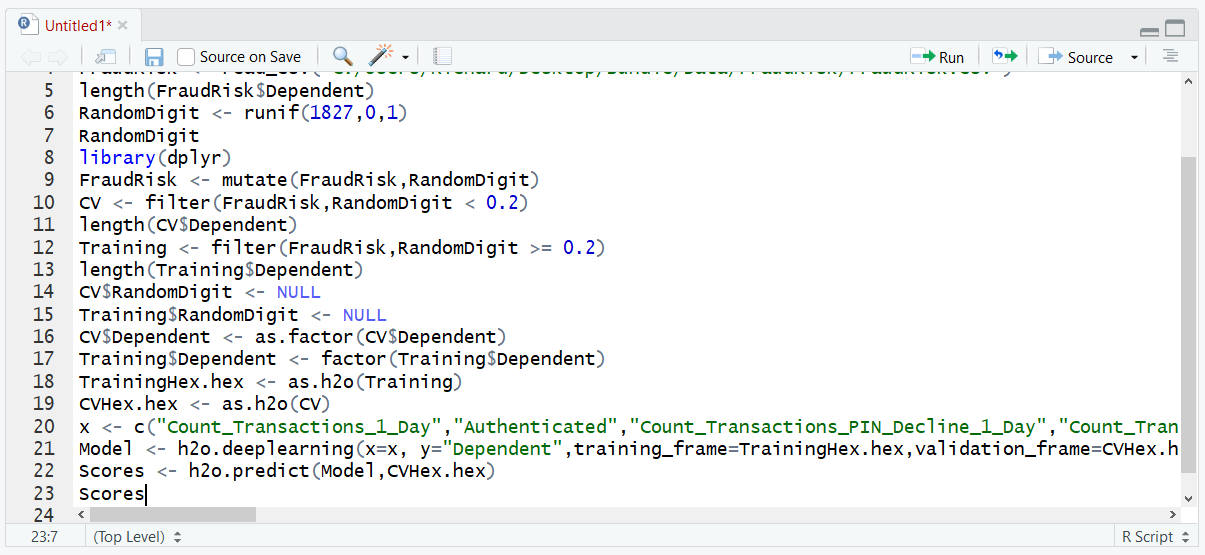 Untitled1*
Source on Save
Run
Source
5 length(FraudRisk$Dependent)
6 RandomDigit <- runif(1827,0,1)
7 RandomDigit
8 library(dplyr)
9 FraudRisk <- mutate(FraudRisk,RandomDigit)
10 CV <- filter(FraudRisk,RandomDigit < 0.2)
11 length(CV$Dependent)
12 Training <- filter(FraudRisk,RandomDigit >= 0.2)
13 length(Training$Dependent)
14 CV$RandomDigit <- NULL
15 Training$RandomDigit <- NULL
16 CV$Dependent <- as.factor(CV$Dependent)
17 Training$Dependent <- factor(Training$Dependent)
18 TrainingHex.hex <- as.h2o(Training)
19 CVHex.hex <- as.h2o(CV)
20 x <- c("Count_Transactions_1_Day","Authenticated","Count_Transactions_PIN_Decline_1_Day","Count_Tran
21 Model <- h2o.deeplearning(x=x, y="Dependent",training_frame=TrainingHex.hex,validation_frame=CVHex.h
22 Scores <- h2o.predict(Model,CVHex.hex)
23 Scores
24
23:7 (Top Level) R Script